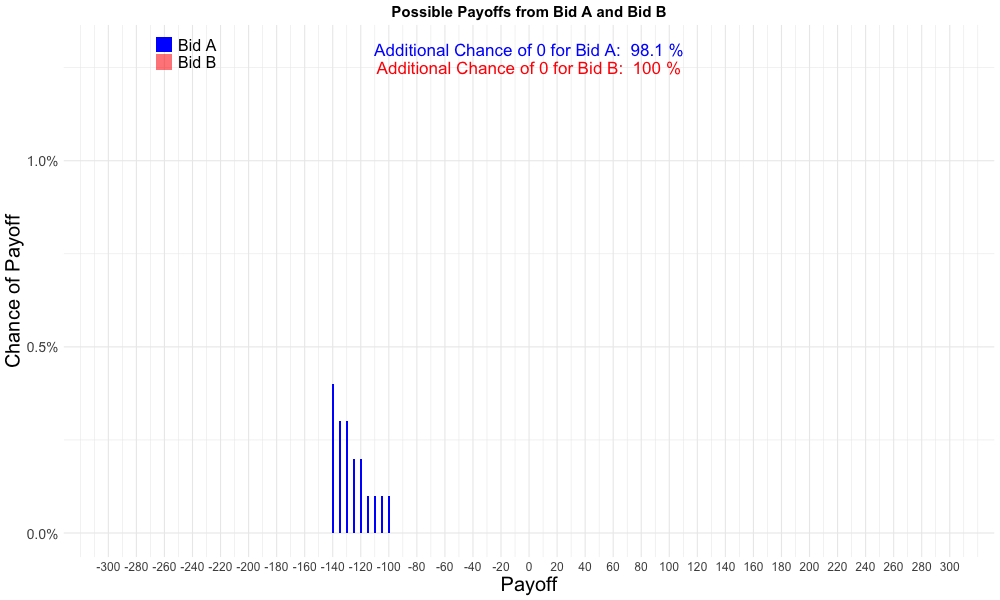 Possible Payoffs from Bid A and Bid B
Bid A
Bid B
Additional Chance of 0 for Bid A:  98.1 %
Additional Chance of 0 for Bid B:  100 %
Chance of Payoff
1.0%
0.5%
0.0%
-300 -280 -260 -240 -220 -200 -180 -160 -140 -120 -100 -80 -60 -40 -20 0 20 40 60 80 100 120 140 160 180 200 220 240 260 280 300
Payoff